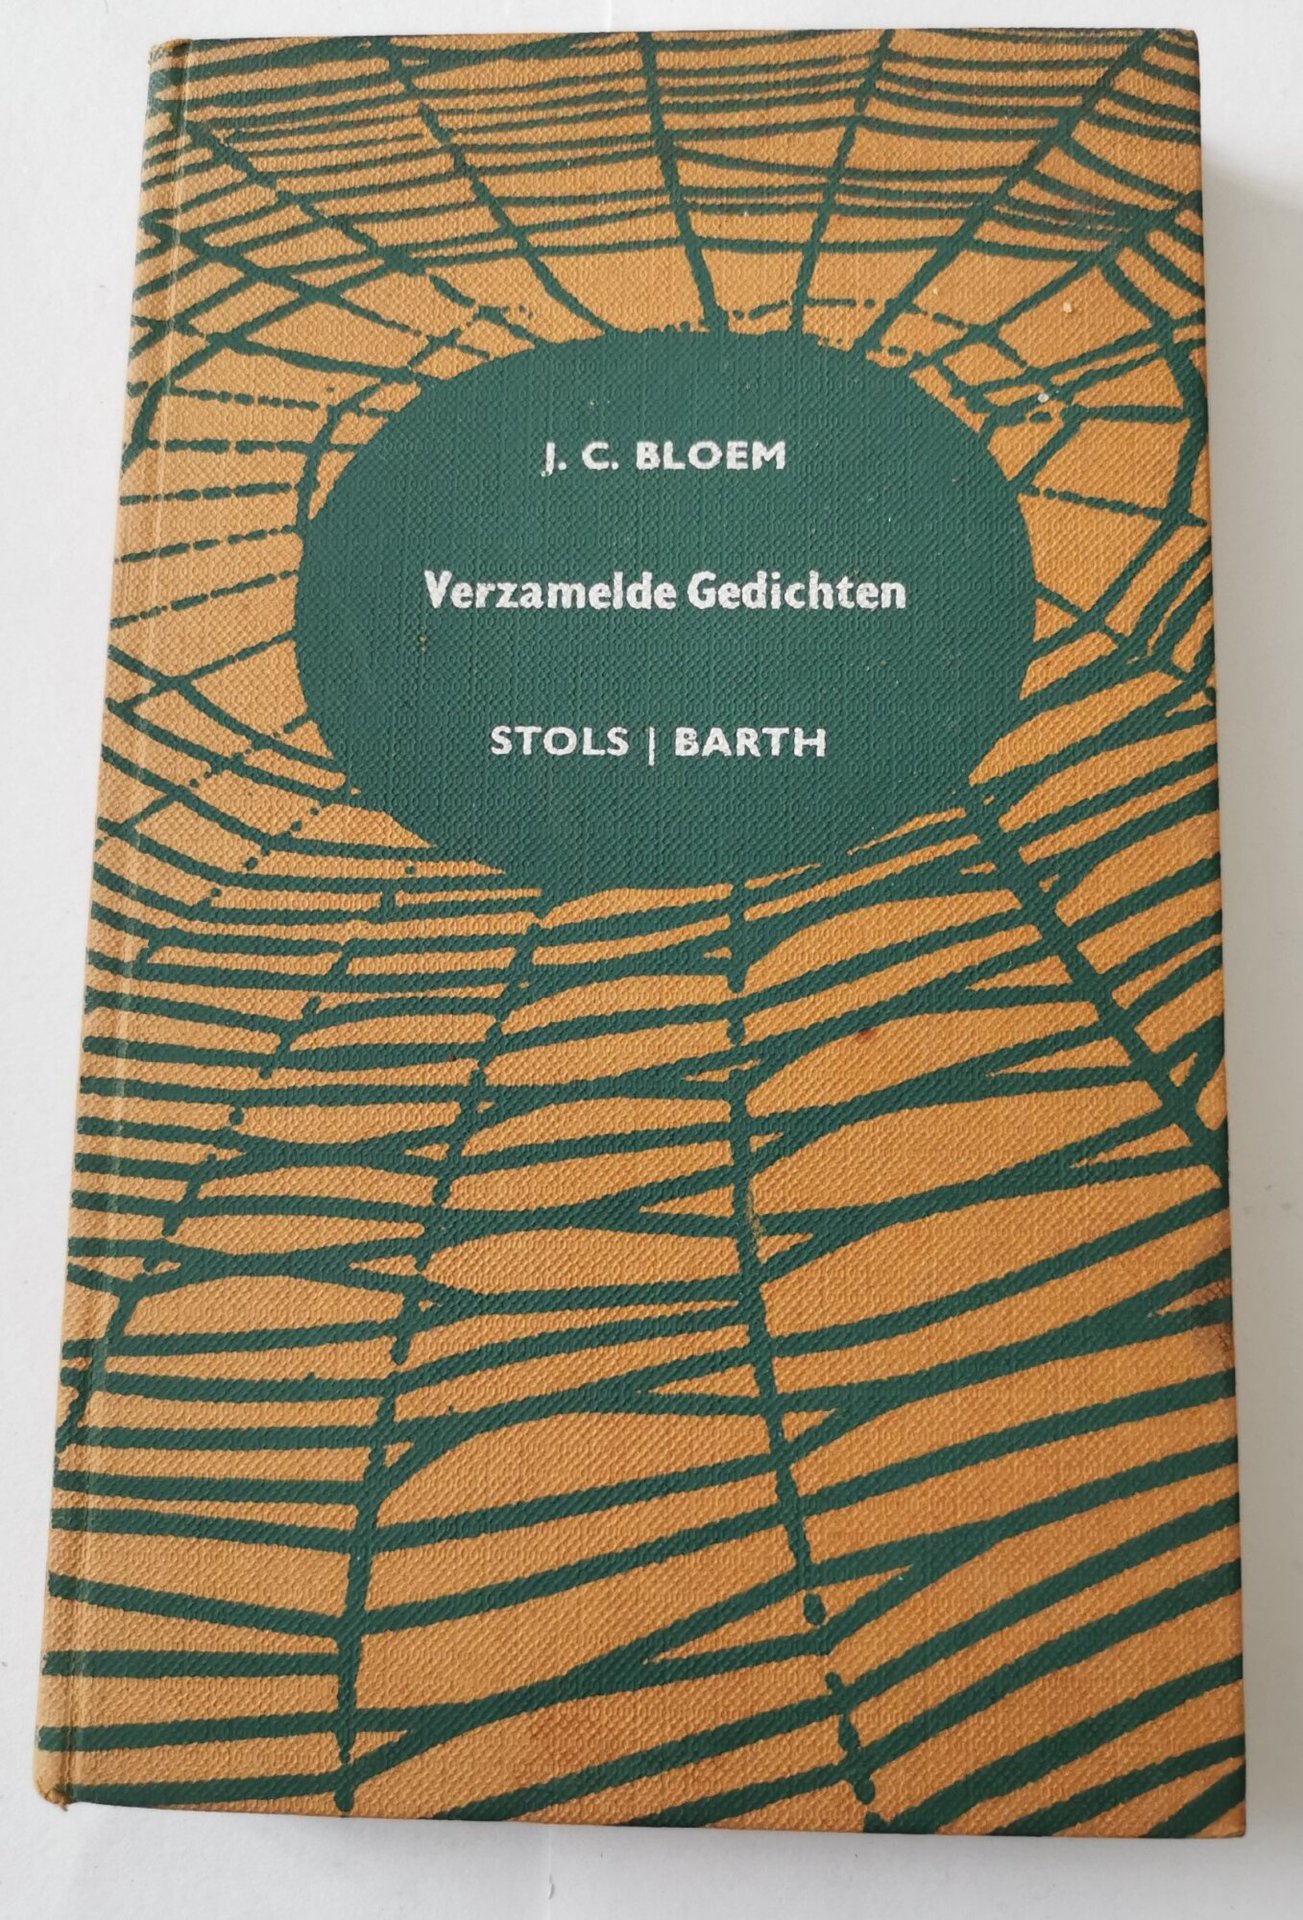 J. C. BLOEM
Verzamelde Gedichten
STOLS | BARTH